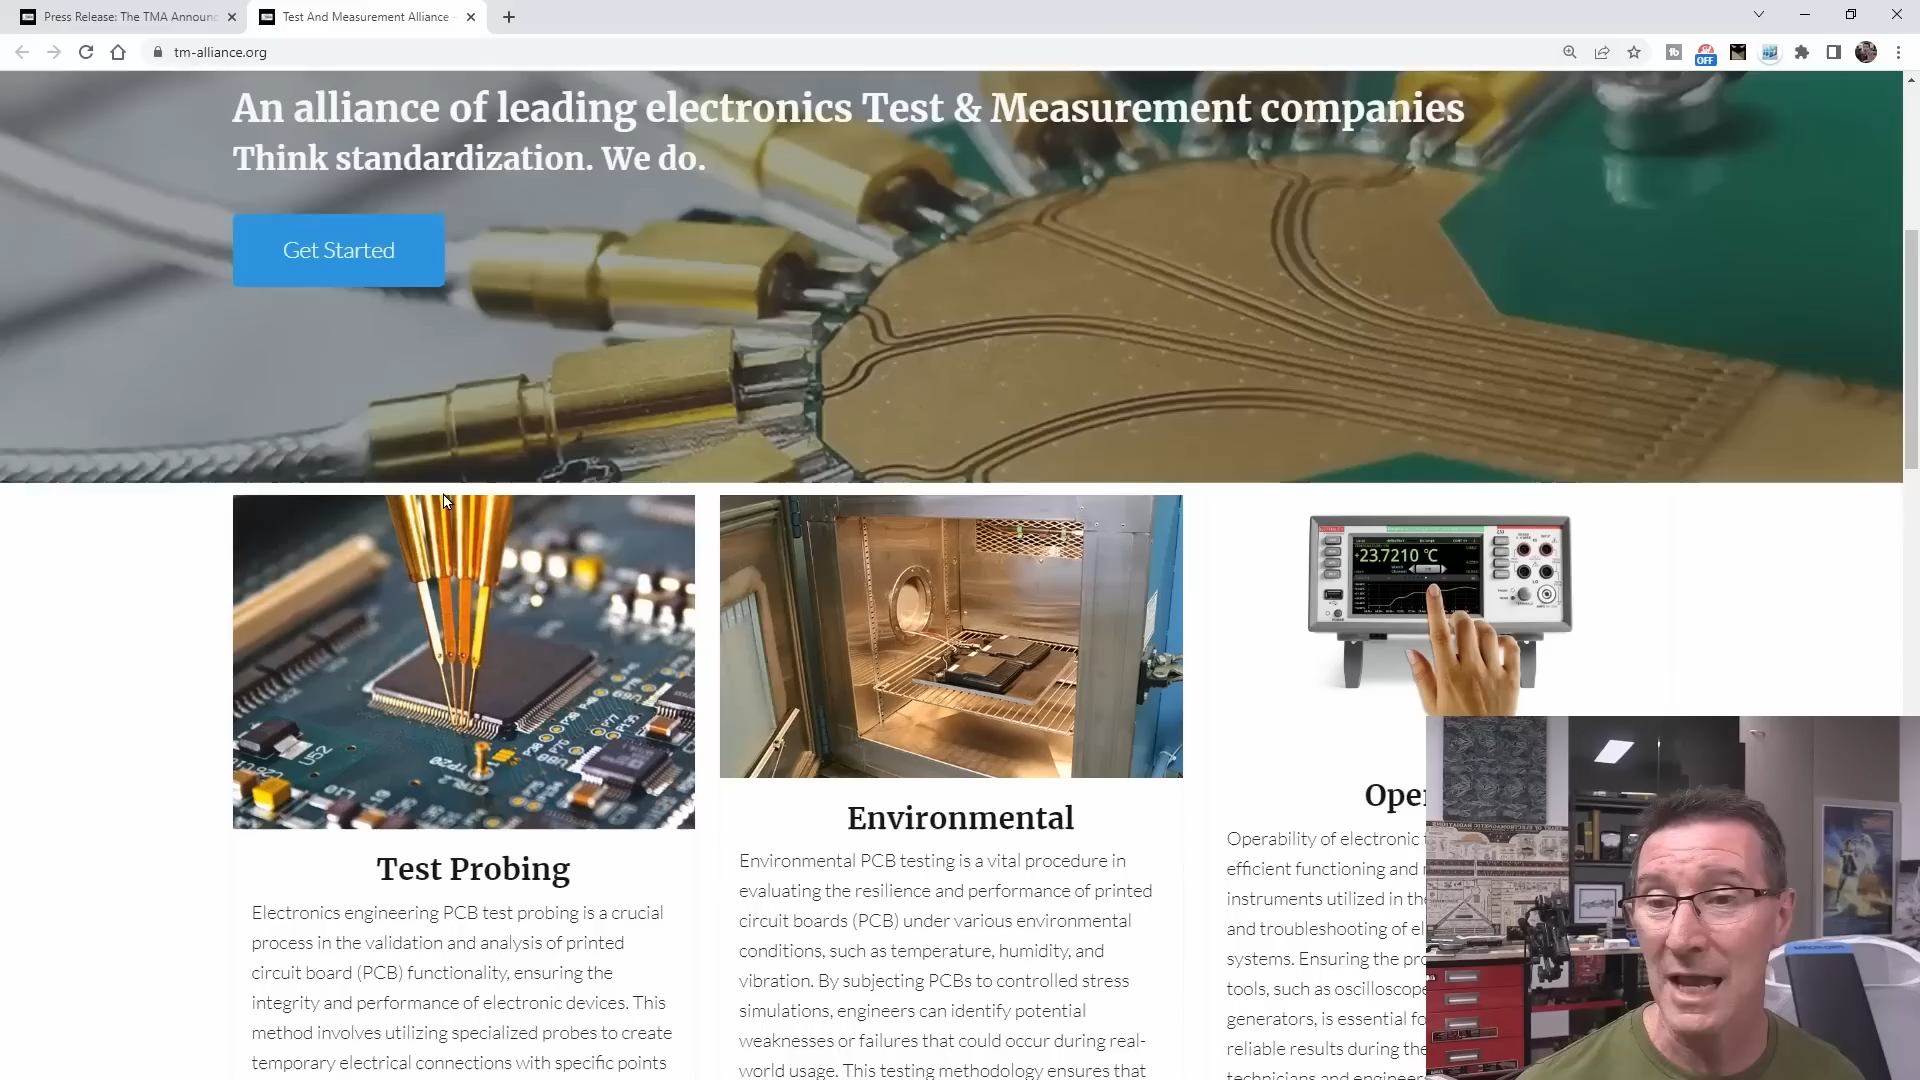 Press Release: The TMA Announc
Test And Measurement Alliance -
tm-alliance.org
OFF
An alliance of leading electronics Test & Measurement companies
Think standardization. We do.
Get Started
+23.7210 °C
U52
TP20
Test Probing
Electronics engineering PCB test probing is a crucial
process in the validation and analysis of printed
circuit board (PCB) functionality, ensuring the
integrity and performance of electronic devices. This
method involves utilizing specialized probes to create
temporary electrical connections with specific points
Environmental
Environmental PCB testing is a vital procedure in
evaluating the resilience and performance of printed
circuit boards (PCB) under various environmental
conditions, such as temperature, humidity, and
vibration. By subjecting PCBs to controlled stress
simulations, engineers can identify potential
weaknesses or failures that could occur during real-
world usage. This testing methodology ensures that
Oper
Operability of electronic t
efficient functioning and r
instruments utilized in the
and troubleshooting of el
systems. Ensuring the pro
tools, such as oscilloscope
generators, is essential fo
reliable results during the
technicians and engineer